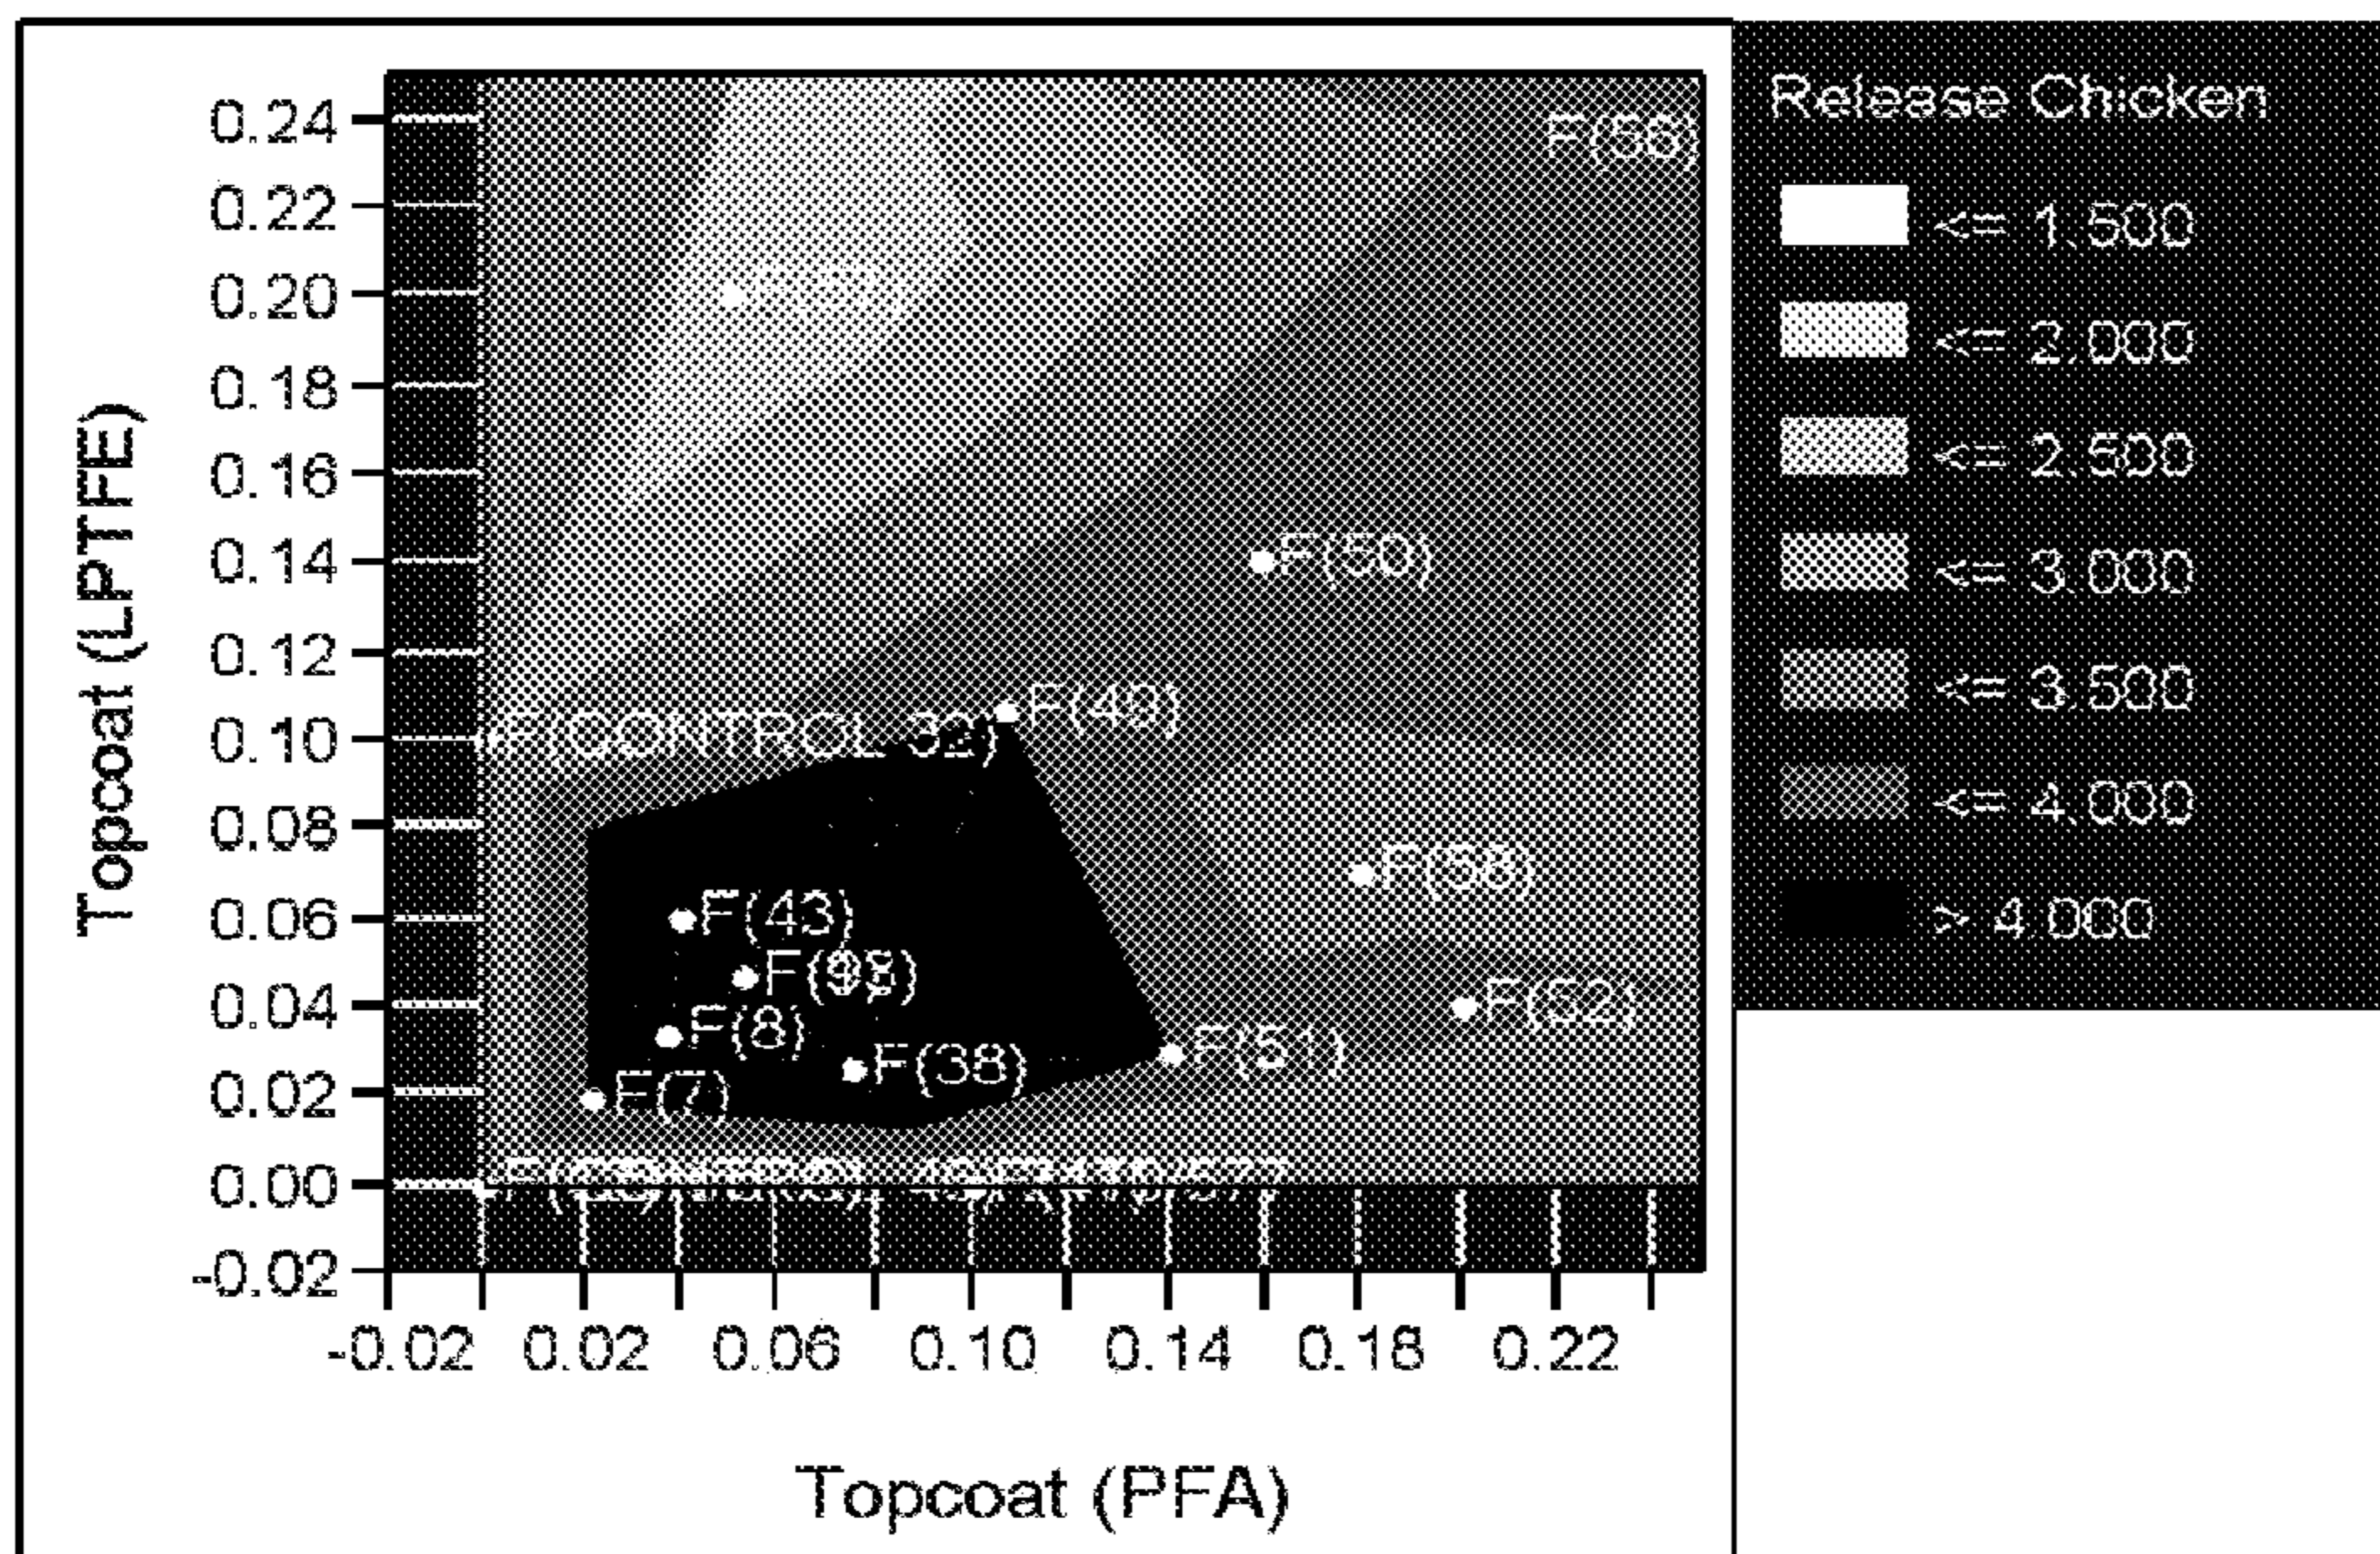 Release Chicken
<= 1.500
<= 2.000
<= 2.500
<= 3.000
<= 3.500
<= 4.000
> 4.000
Topcoat (LPTFE)
0.24
0.22
0.20
0.18
0.16
0.14
0.12
0.10
0.08
0.06
0.04
0.02
0.00
-0.02
F(56)
F(50)
F(49)
F(CONTROL 32)
F(58)
F(43)
F(52)
F(8)
F(51)
F(38)
F(7)
-0.02 0.02 0.06 0.10 0.14 0.18 0.22
Topcoat (PFA)